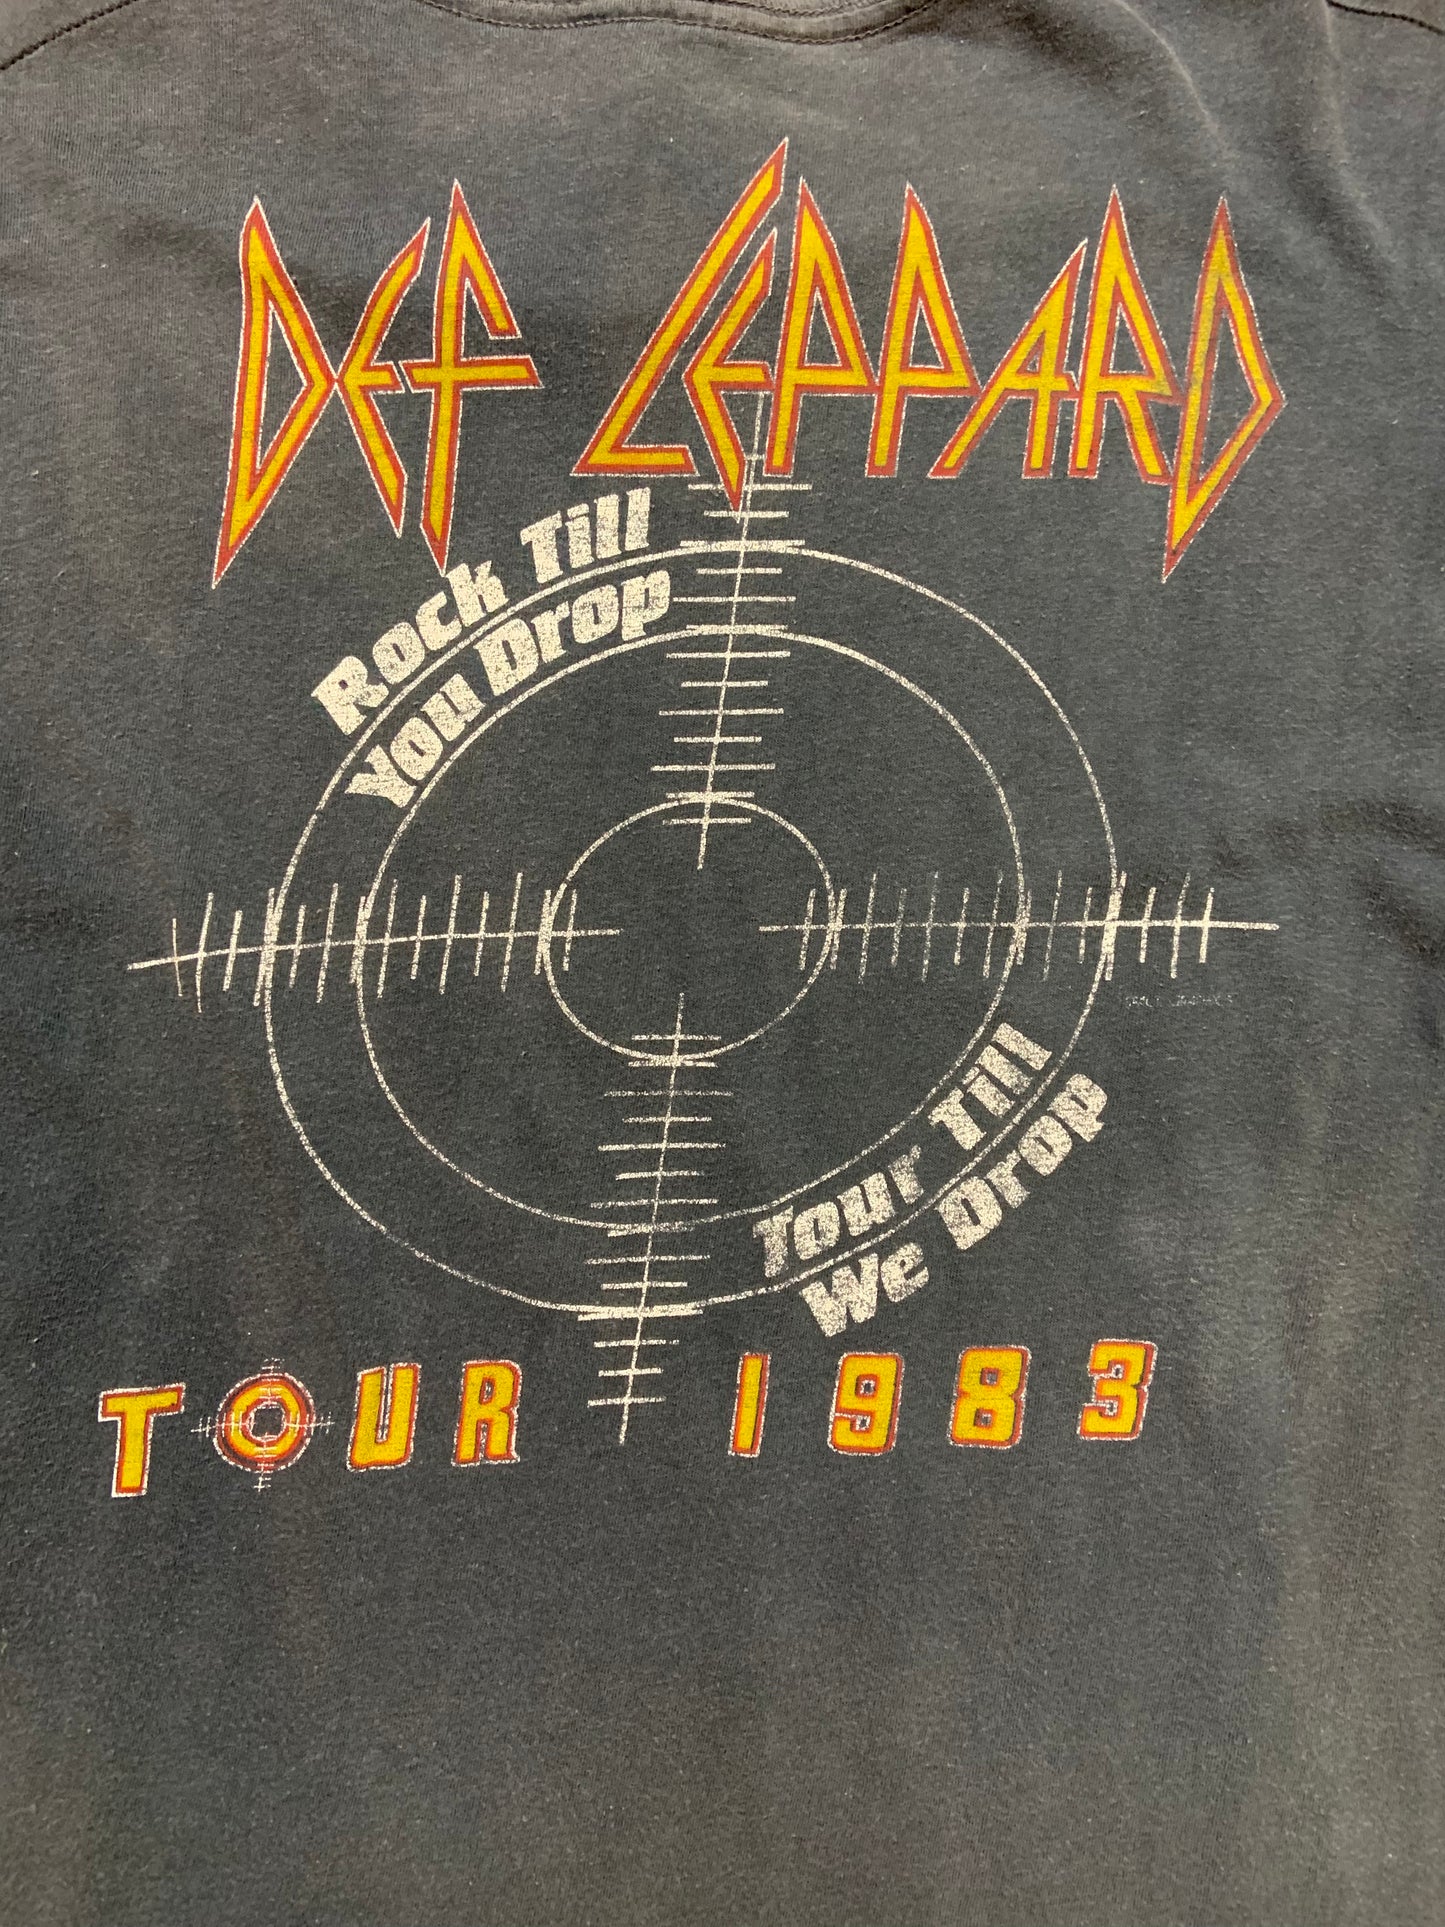 DEF LEPPARD
Rock Till
You Drop
Tour Till
We Drop
TOUR 1983